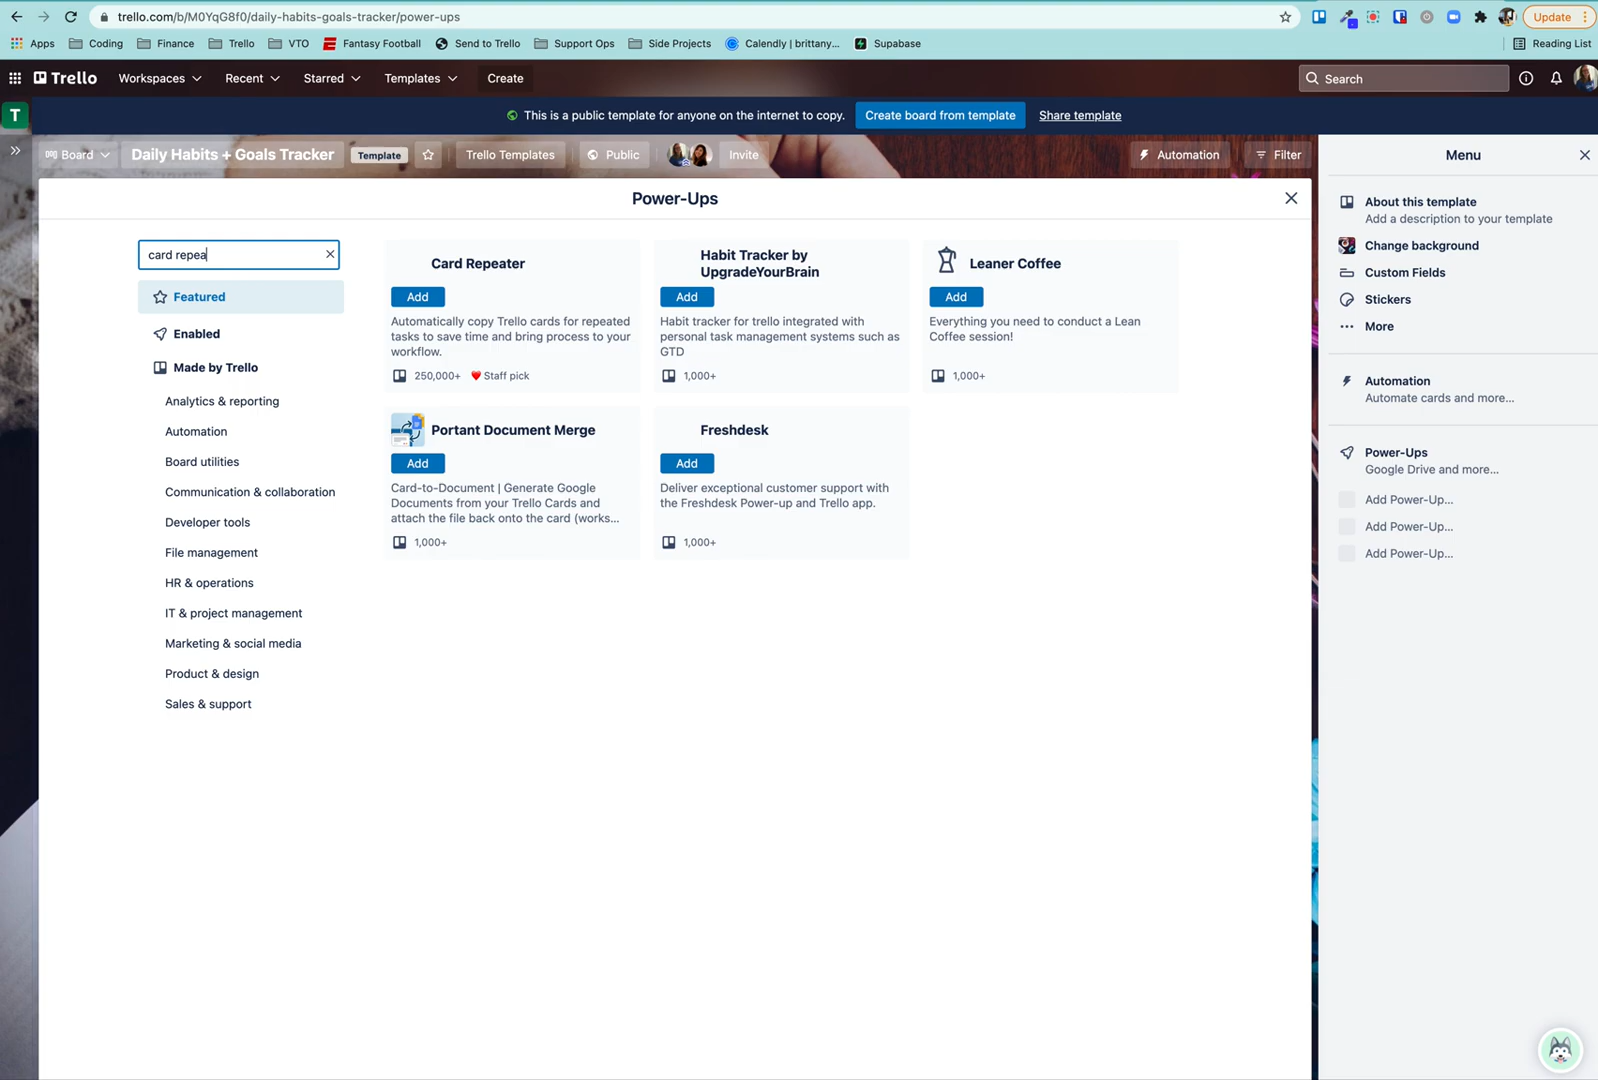 trello.com/b/M0YqG8f0/daily-habits-goals-tracker/power-ups
Update
Apps
Coding
Finance
Trello
VTO
Fantasy Football
Send to Trello
Support Ops
Side Projects
Calendly | brittany...
Supabase
Reading List
Trello
Workspaces
Recent
Starred
Templates
Create
Search
T
This is a public template for anyone on the internet to copy.
Create board from template
Share template
Board
Daily Habits + Goals Tracker
Template
Trello Templates
Public
Invite
Automation
Filter
Power-Ups
card repea
Featured
Enabled
Made by Trello
Analytics & reporting
Automation
Board utilities
Communication & collaboration
Developer tools
File management
HR & operations
IT & project management
Marketing & social media
Product & design
Sales & support
Card Repeater
Add
Automatically copy Trello cards for repeated
tasks to save time and bring process to your
workflow.
250,000+
Staff pick
Habit Tracker by
UpgradeYourBrain
Add
Habit tracker for trello integrated with
personal task management systems such as
GTD
1,000+
Leaner Coffee
Add
Everything you need to conduct a Lean
Coffee session!
1,000+
Portant Document Merge
Add
Card-to-Document | Generate Google
Documents from your Trello Cards and
attach the file back onto the card (works...
1,000+
Freshdesk
Add
Deliver exceptional customer support with
the Freshdesk Power-up and Trello app.
1,000+
Menu
About this template
Add a description to your template
Change background
Custom Fields
Stickers
More
Automation
Automate cards and more...
Power-Ups
Google Drive and more...
Add Power-Up...
Add Power-Up...
Add Power-Up...